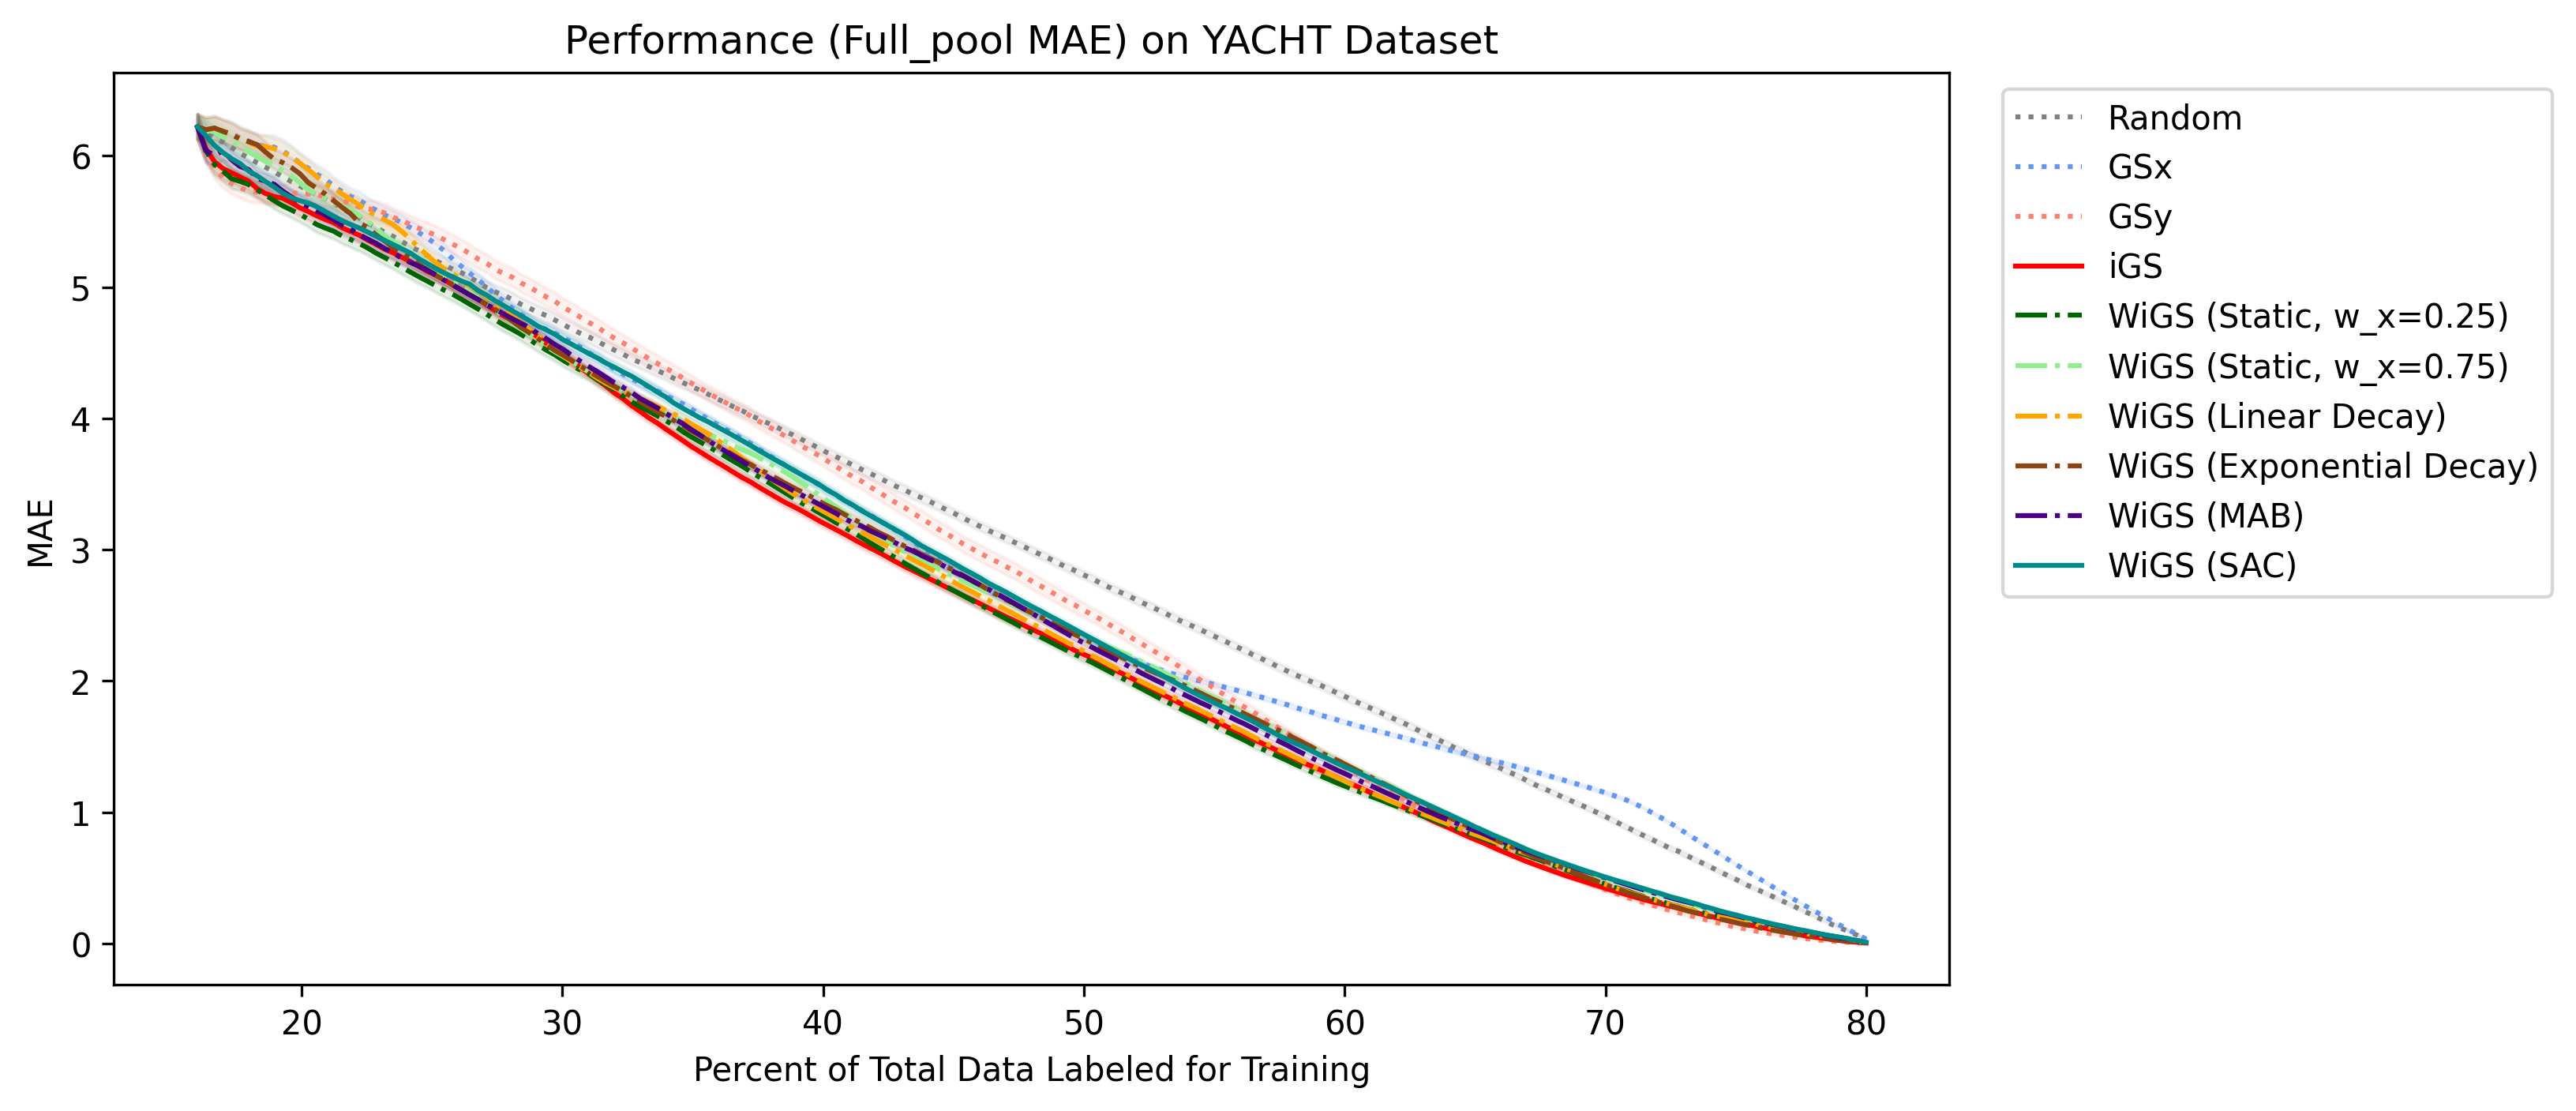 Performance (Full_pool MAE) on YACHT Dataset
MAE
6
5
4
3
2
1
0
20 30 40 50 60 70 80
Percent of Total Data Labeled for Training
Random
GSx
GSy
iGS
WiGS (Static, w_x=0.25)
WiGS (Static, w_x=0.75)
WiGS (Linear Decay)
WiGS (Exponential Decay)
WiGS (MAB)
WiGS (SAC)